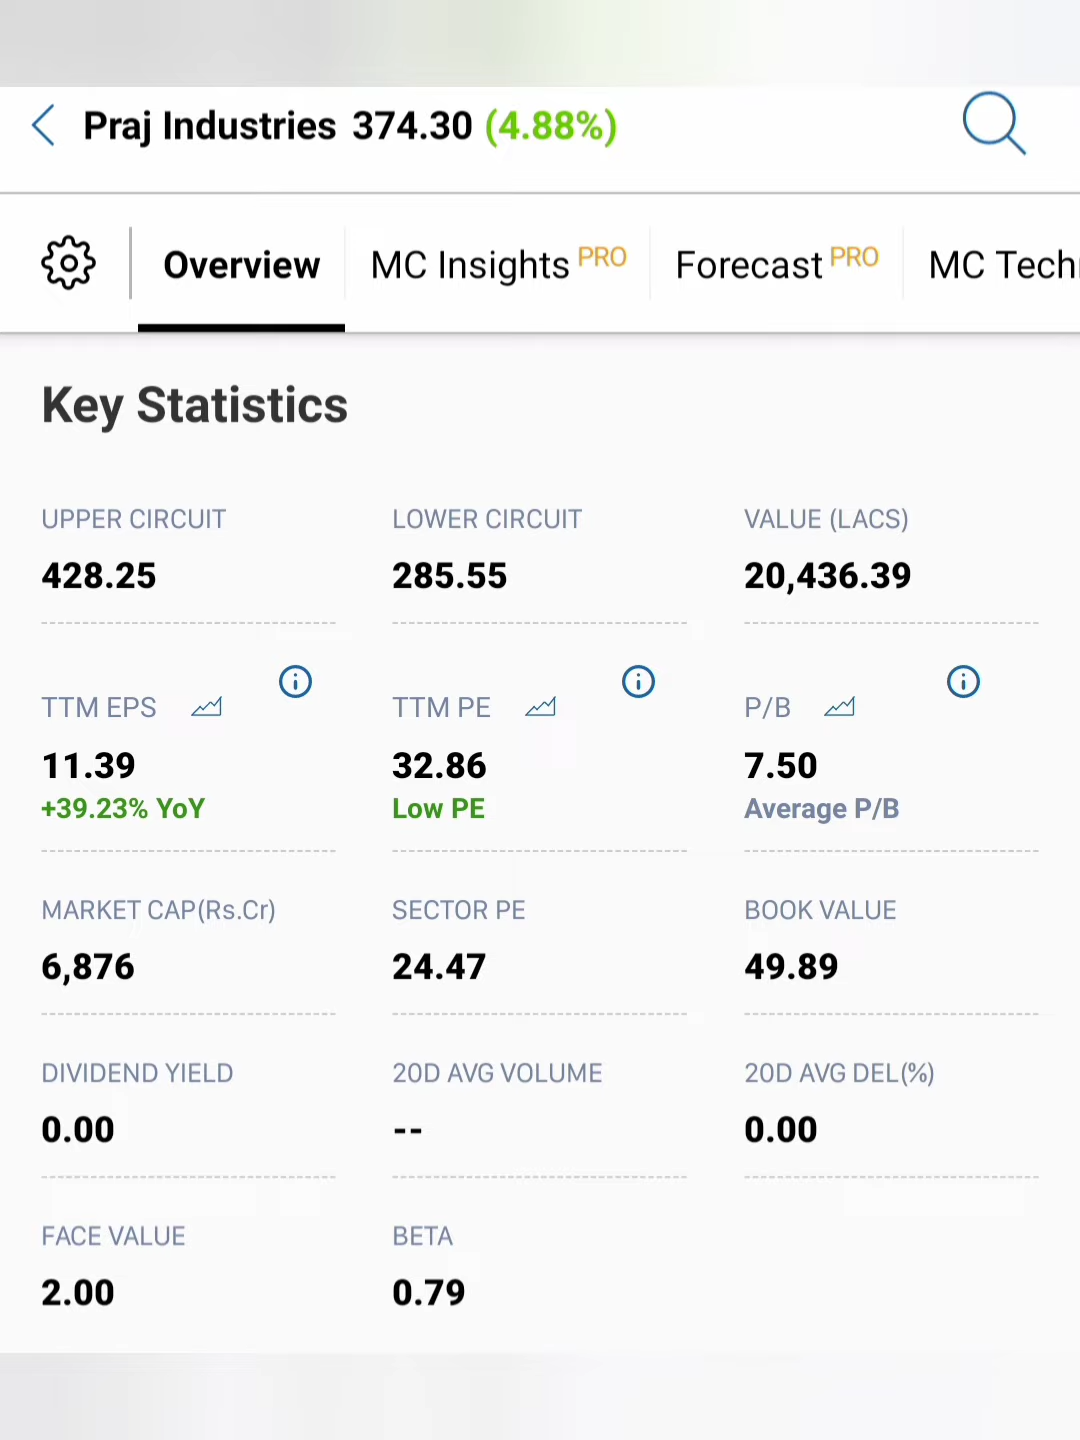 Praj Industries 374.30 (4.88%)
Overview MC Insights PRO Forecast PRO MC Tech
Key Statistics
UPPER CIRCUIT LOWER CIRCUIT VALUE (LACS)
428.25 285.55 20,436.39
TTM EPS TTM PE P/B
11.39 32.86 7.50
+39.23% YoY Low PE Average P/B
MARKET CAP(Rs.Cr) SECTOR PE BOOK VALUE
6,876 24.47 49.89
DIVIDEND YIELD 20D AVG VOLUME 20D AVG DEL(%)
0.00 -- 0.00
FACE VALUE BETA
2.00 0.79